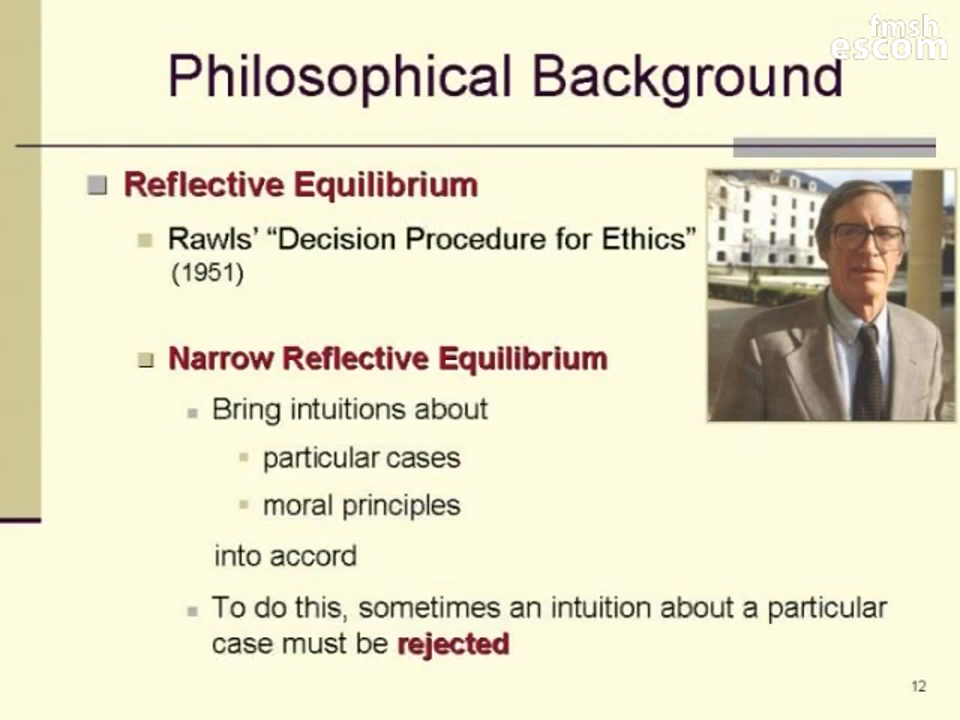 fmsh
escom
Philosophical Background
Reflective Equilibrium
Rawls' “Decision Procedure for Ethics”
(1951)
Narrow Reflective Equilibrium
Bring intuitions about
particular cases
moral principles
into accord
To do this, sometimes an intuition about a particular
case must be rejected
12